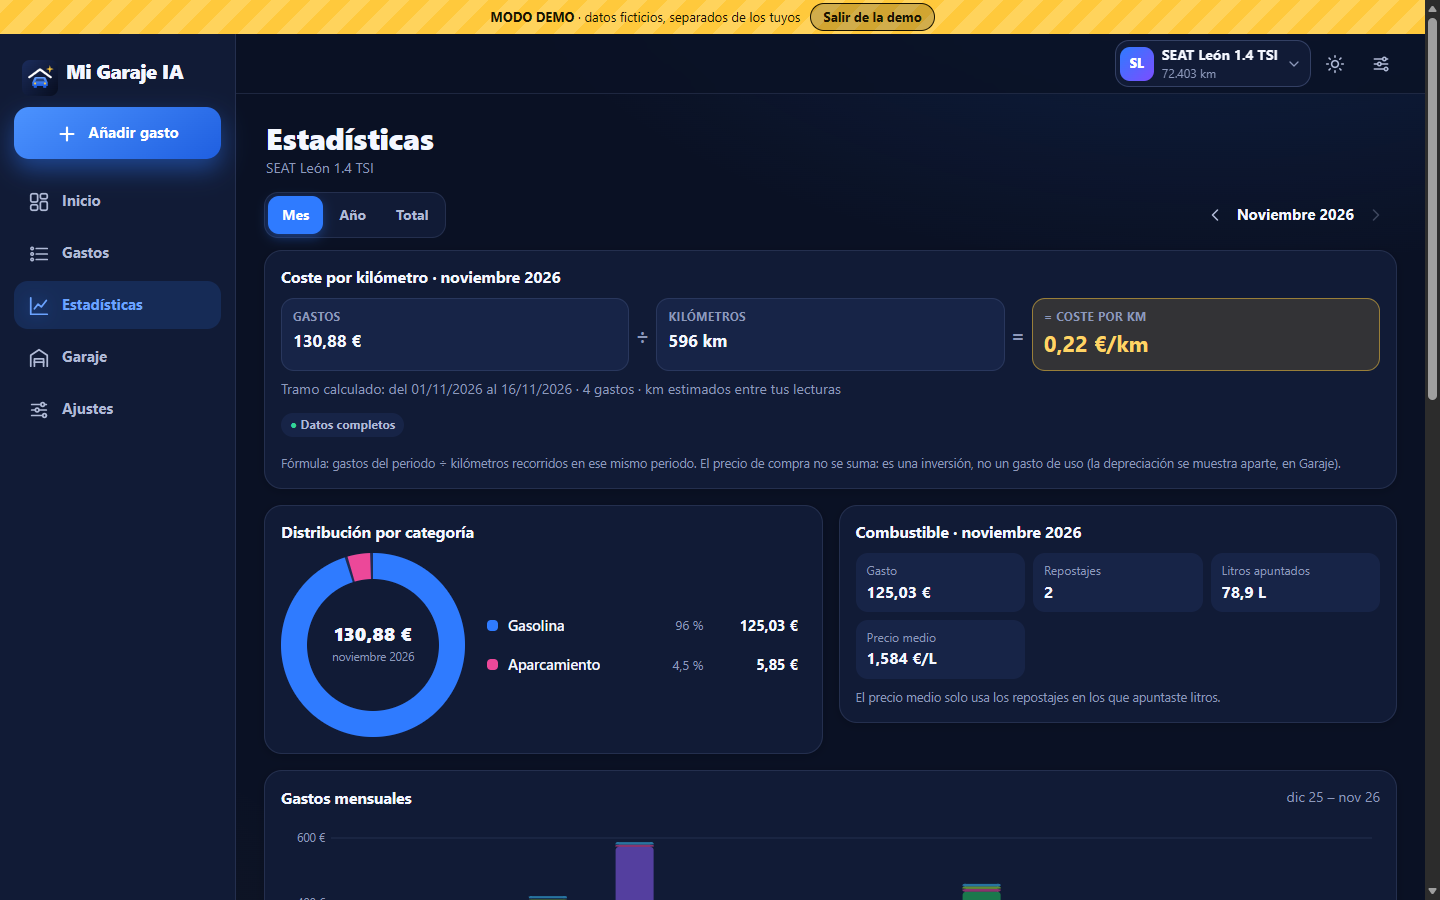 MODO DEMO · datos ficticios, separados de los tuyos
Salir de la demo
Mi Garaje IA
SL
SEAT León 1.4 TSI
72.403 km
Añadir gasto
Inicio
Gastos
Estadísticas
Garaje
Ajustes
Estadísticas
SEAT León 1.4 TSI
Mes
Año
Total
Noviembre 2026
Coste por kilómetro · noviembre 2026
GASTOS
130,88 €
÷
KILÓMETROS
596 km
=
= COSTE POR KM
0,22 €/km
Tramo calculado: del 01/11/2026 al 16/11/2026 · 4 gastos · km estimados entre tus lecturas
Datos completos
Fórmula: gastos del periodo ÷ kilómetros recorridos en ese mismo periodo. El precio de compra no se suma: es una inversión, no un gasto de uso (la depreciación se muestra aparte, en Garaje).
Distribución por categoría
130,88 €
noviembre 2026
Gasolina 96 % 125,03 €
Aparcamiento 4,5 % 5,85 €
Combustible · noviembre 2026
Gasto
125,03 €
Repostajes
2
Litros apuntados
78,9 L
Precio medio
1,584 €/L
El precio medio solo usa los repostajes en los que apuntaste litros.
Gastos mensuales
dic 25 – nov 26
600 €